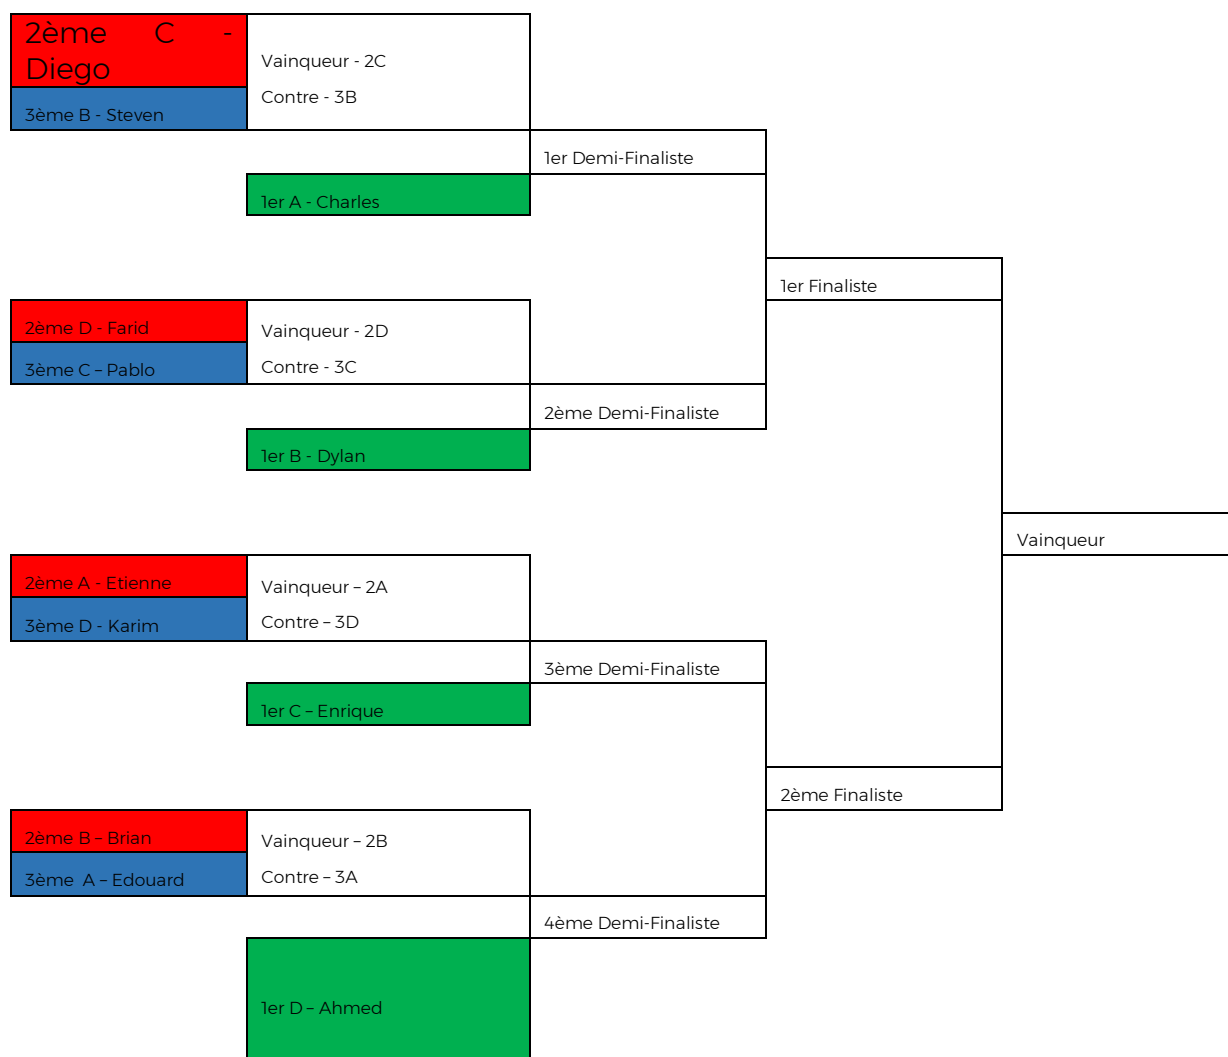 2ème C -
Diego
Vainqueur - 2C
Contre - 3B
3ème B - Steven
1er Demi-Finaliste
1er A - Charles
1er Finaliste
2ème D - Farid
Vainqueur - 2D
3ème C – Pablo
Contre - 3C
2ème Demi-Finaliste
1er B - Dylan
Vainqueur
2ème A - Etienne
Vainqueur – 2A
3ème D - Karim
Contre – 3D
3ème Demi-Finaliste
1er C – Enrique
2ème Finaliste
2ème B – Brian
Vainqueur – 2B
3ème A – Edouard
Contre – 3A
4ème Demi-Finaliste
1er D – Ahmed